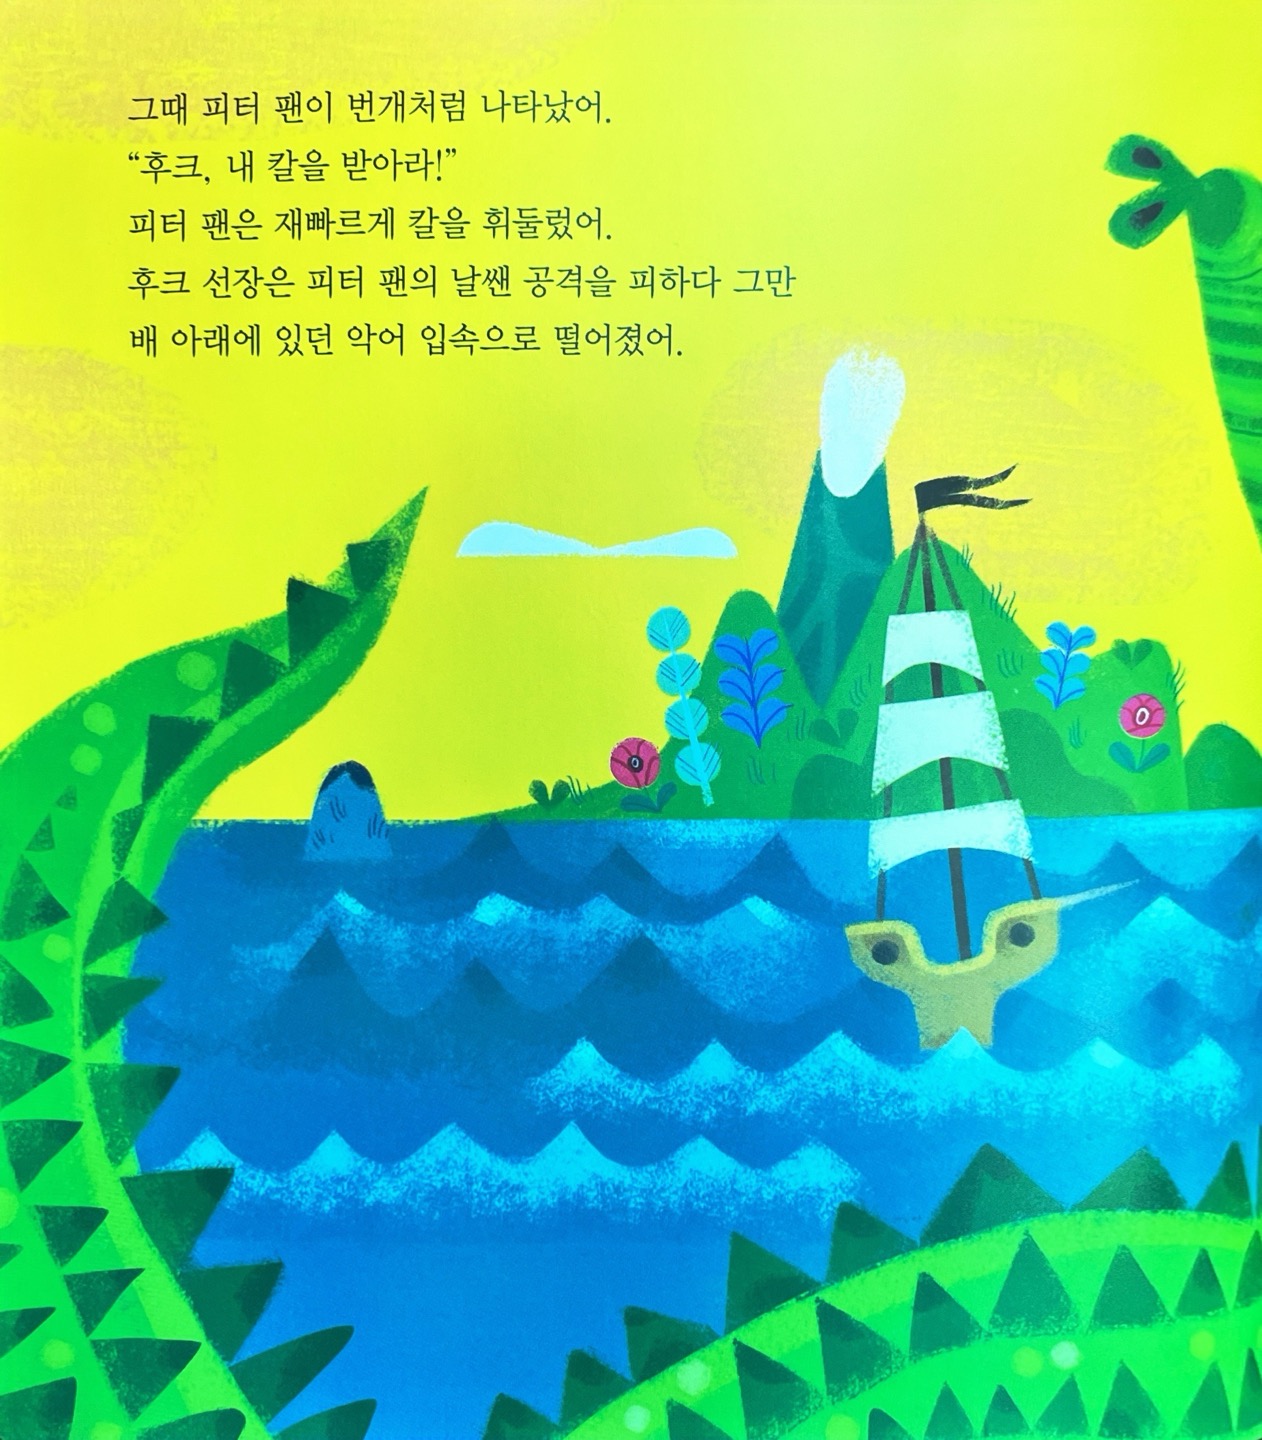 그때 피터 팬이 번개처럼 나타났어.
“후크, 내 칼을 받아라!”
피터 팬은 재빠르게 칼을 휘둘렀어.
후크 선장은 피터 팬의 날쌘 공격을 피하다 그만
배 아래에 있던 악어 입속으로 떨어졌어.